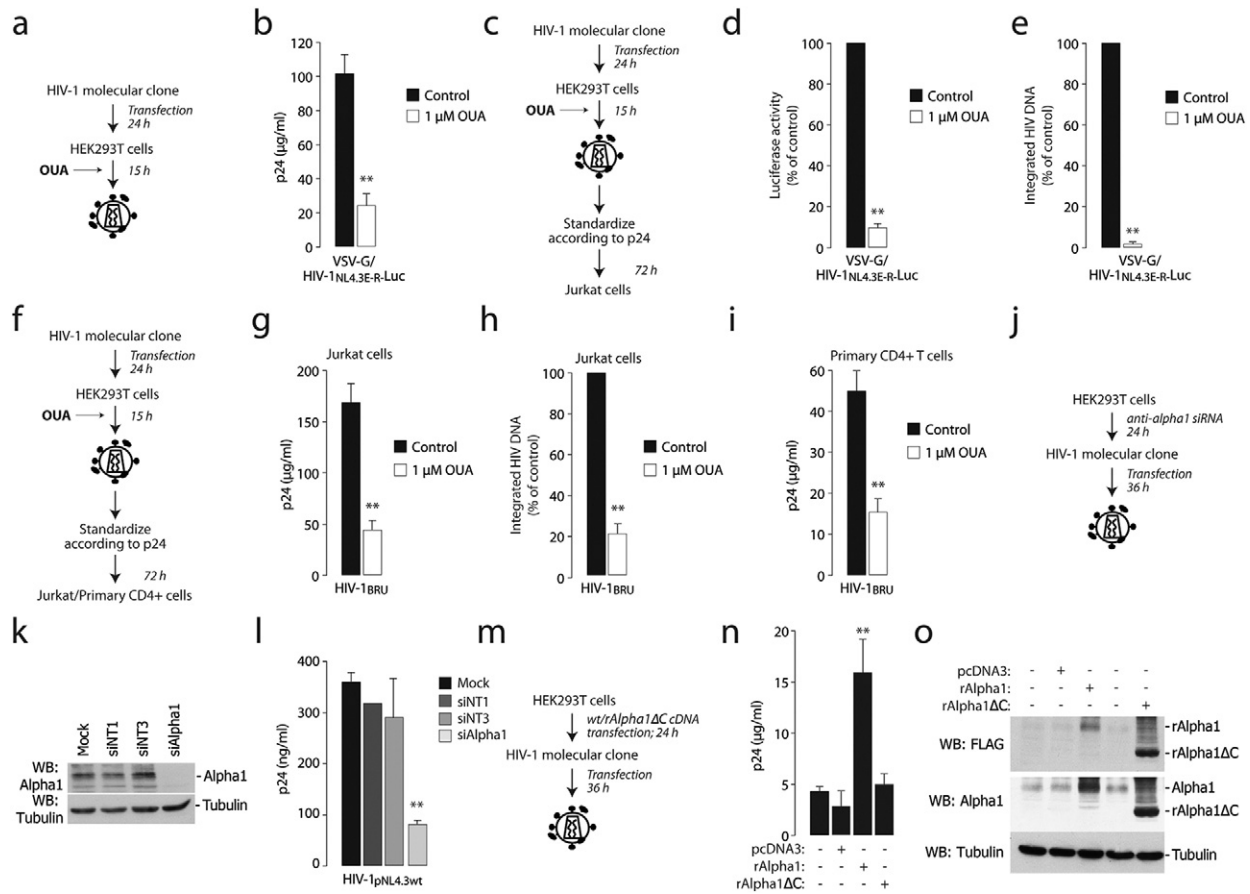 a
HIV-1 molecular clone
Transfection
24 h
HEK293T cells
OUA
15 h
b
p24 (µg/ml)
120
100
80
60
40
20
0
**
Control
1 µM OUA
VSV-G/
HIV-1NL4.3E-R-Luc
c
HIV-1 molecular clone
Transfection
24 h
HEK293T cells
OUA
15 h
Standardize
according to p24
72 h
Jurkat cells
d
Luciferase activity
(% of control)
100
80
60
40
20
0
**
Control
1 µM OUA
VSV-G/
HIV-1NL4.3E-R-Luc
e
Integrated HIV DNA
(% of control)
100
80
60
40
20
0
**
Control
1 µM OUA
VSV-G/
HIV-1NL4.3E-R-Luc
f
HIV-1 molecular clone
Transfection
24 h
HEK293T cells
OUA
15 h
Standardize
according to p24
72 h
Jurkat/Primary CD4+ cells
g
Jurkat cells
p24 (µg/ml)
200
150
100
50
0
**
Control
1 µM OUA
HIV-1BRU
h
Jurkat cells
Integrated HIV DNA
(% of control)
100
80
60
40
20
0
**
Control
1 µM OUA
HIV-1BRU
i
Primary CD4+ T cells
p24 (µg/ml)
60
40
20
0
**
Control
1 µM OUA
HIV-1BRU
j
HEK293T cells
anti-alpha1 siRNA
24 h
HIV-1 molecular clone
Transfection
36 h
k
Mock
siNT1
siNT3
siAlpha1
WB:
Alpha1
-Alpha1
WB:
Tubulin
-Tubulin
l
p24 (ng/ml)
400
300
200
100
0
**
Mock
siNT1
siNT3
siAlpha1
HIV-1pNL4.3wt
m
HEK293T cells
wt/rAlpha1ΔC cDNA
transfection; 24 h
HIV-1 molecular clone
Transfection
36 h
n
p24 (µg/ml)
20
15
10
5
0
**
pcDNA3: - + - -
rAlpha1: - - + -
rAlpha1ΔC: - - - +
o
pcDNA3: - + - - -
rAlpha1: - - + - -
rAlpha1ΔC: - - - - +
WB: FLAG
-rAlpha1
-rAlpha1ΔC
WB: Alpha1
-Alpha1
-rAlpha1ΔC
WB: Tubulin
-Tubulin